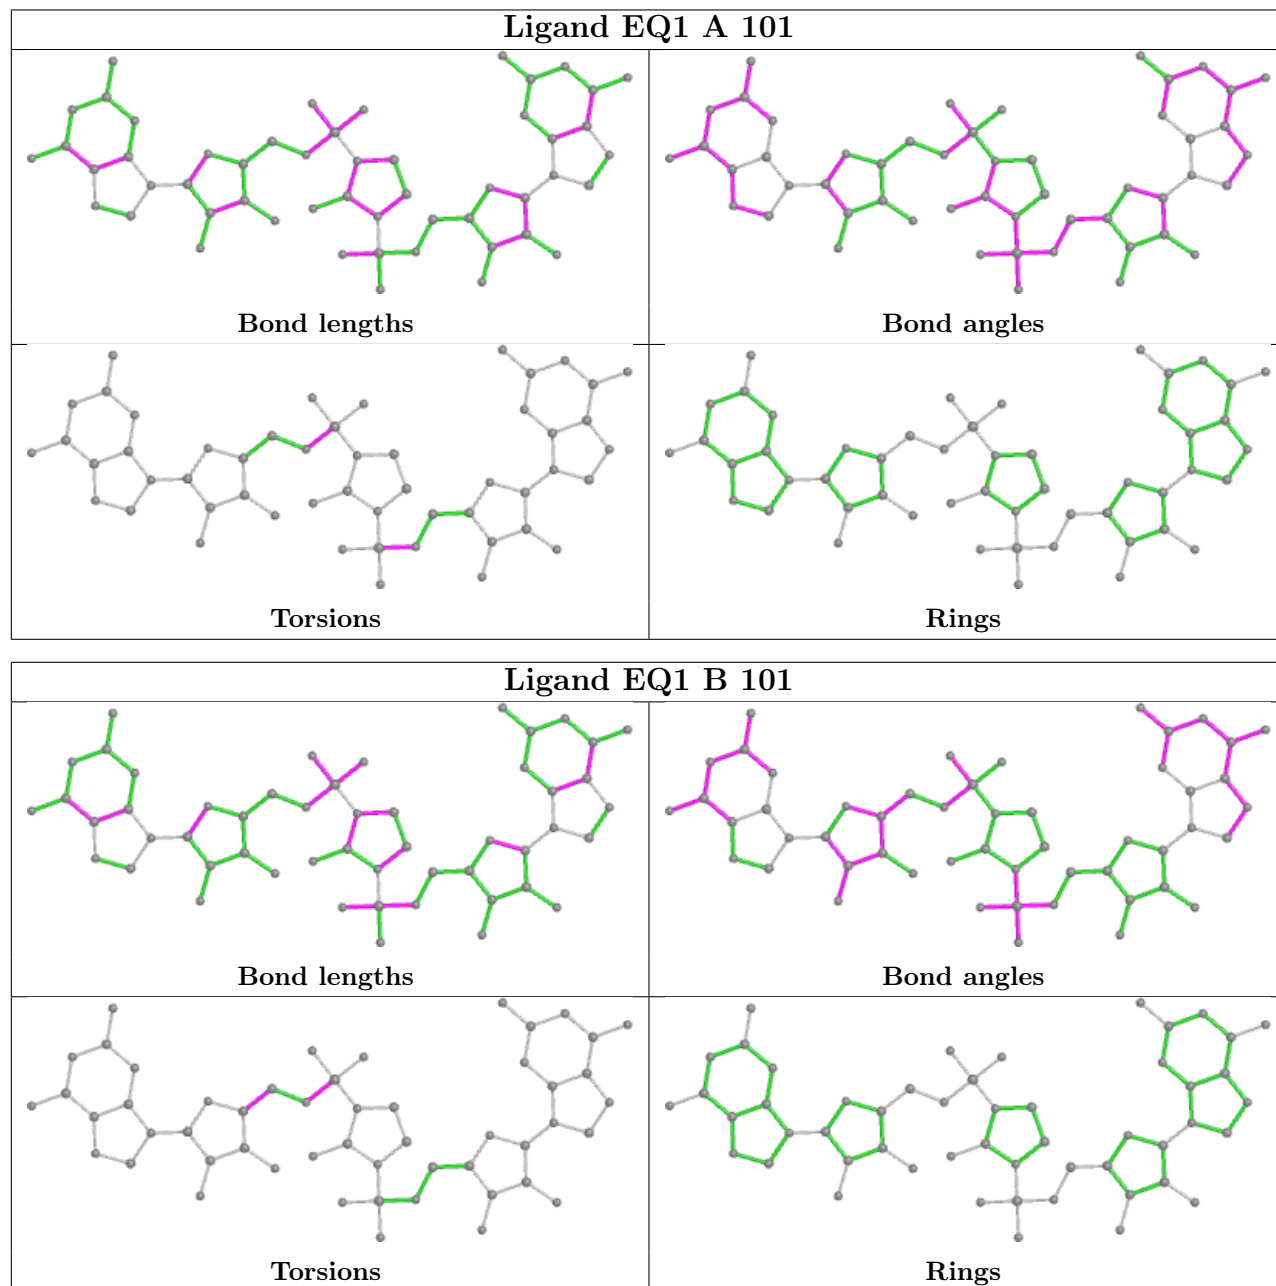 Ligand EQ1 A 101
Bond lengths
Bond angles
Torsions
Rings
Ligand EQ1 B 101
Bond lengths
Bond angles
Torsions
Rings